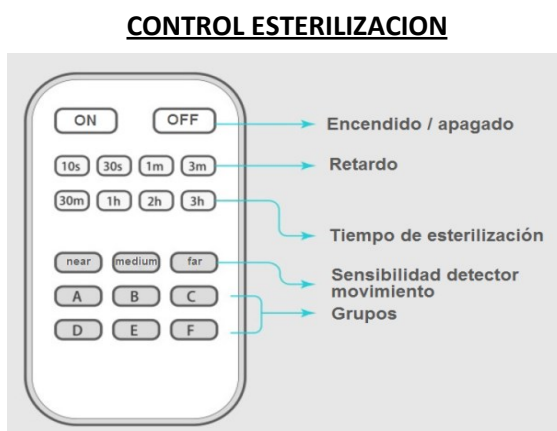 CONTROL ESTERILIZACION
ON OFF Encendido / apagado
10s 30s 1m 3m Retardo
30m 1h 2h 3h
Tiempo de esterilización
near medium far
Sensibilidad detector
movimiento
A B C
Grupos
D E F